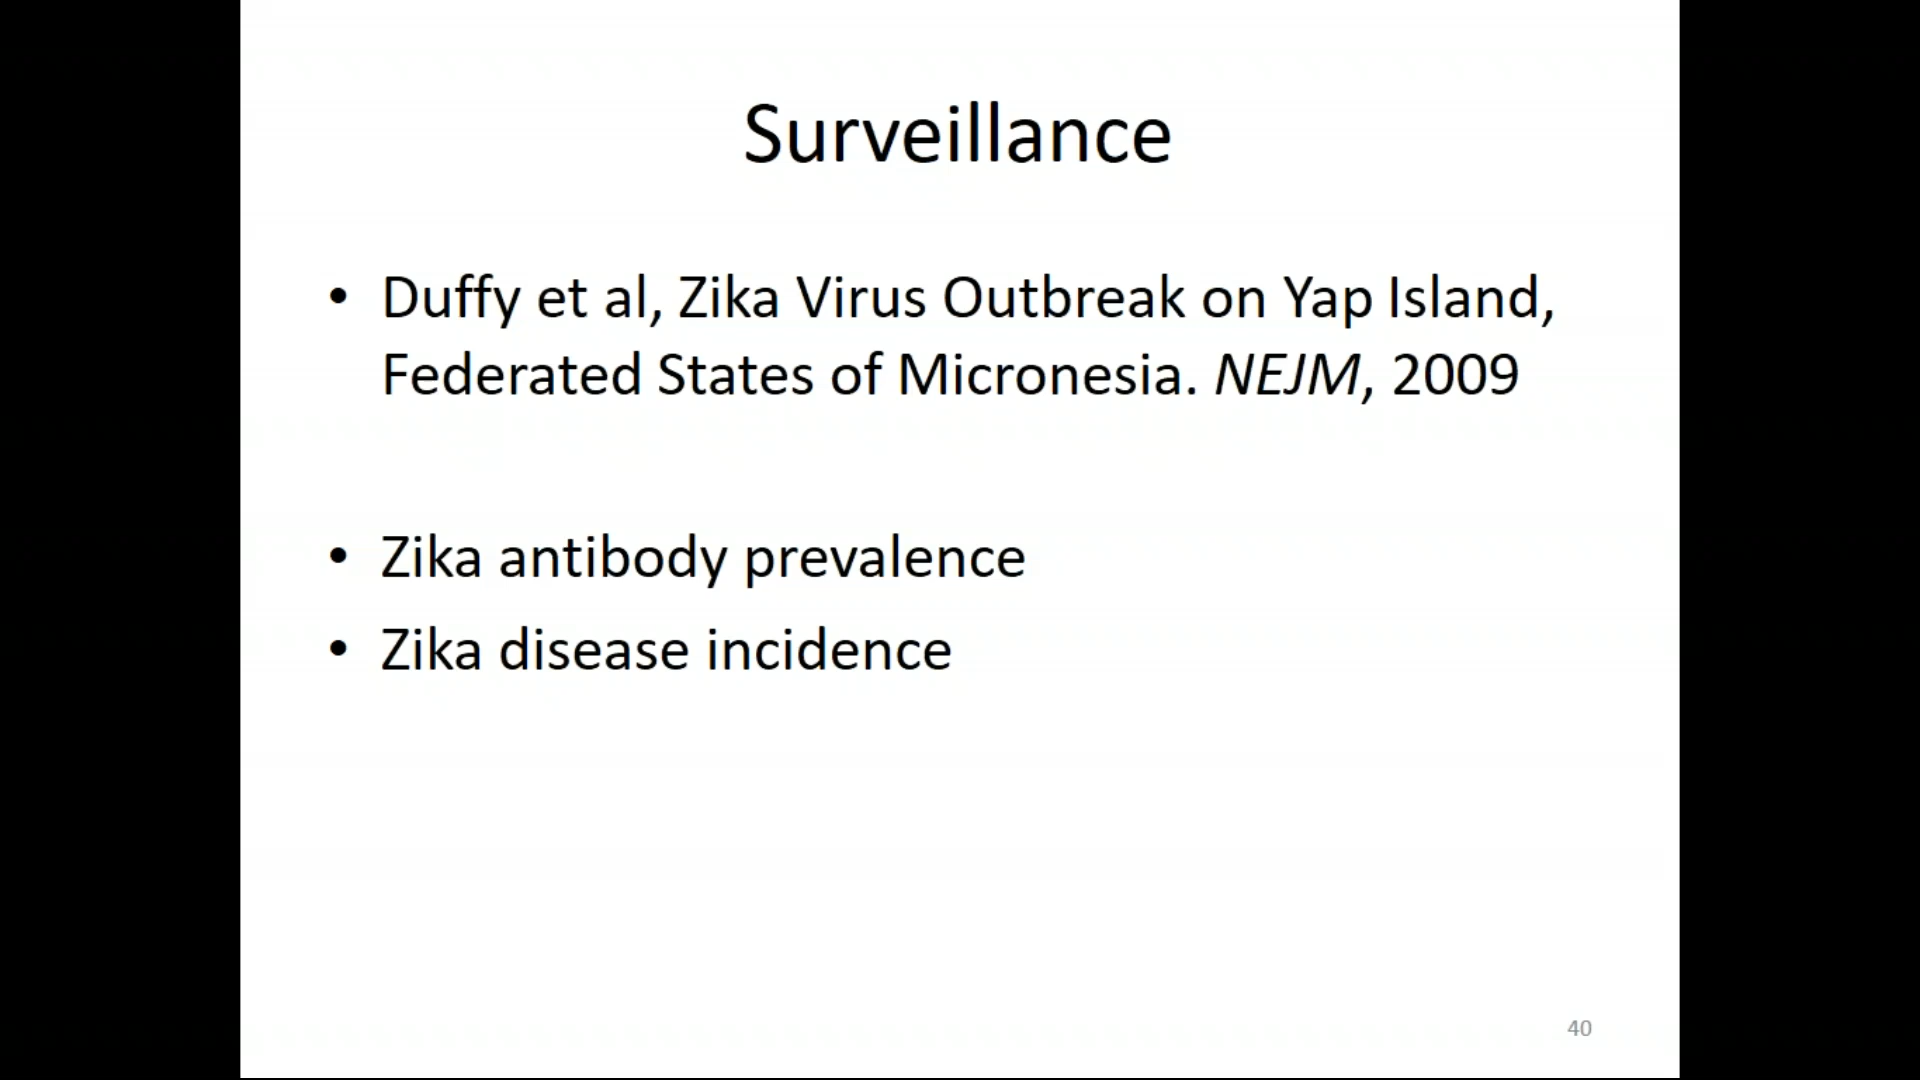 Surveillance
• Duffy et al, Zika Virus Outbreak on Yap Island,
Federated States of Micronesia. NEJM, 2009
• Zika antibody prevalence
• Zika disease incidence
40